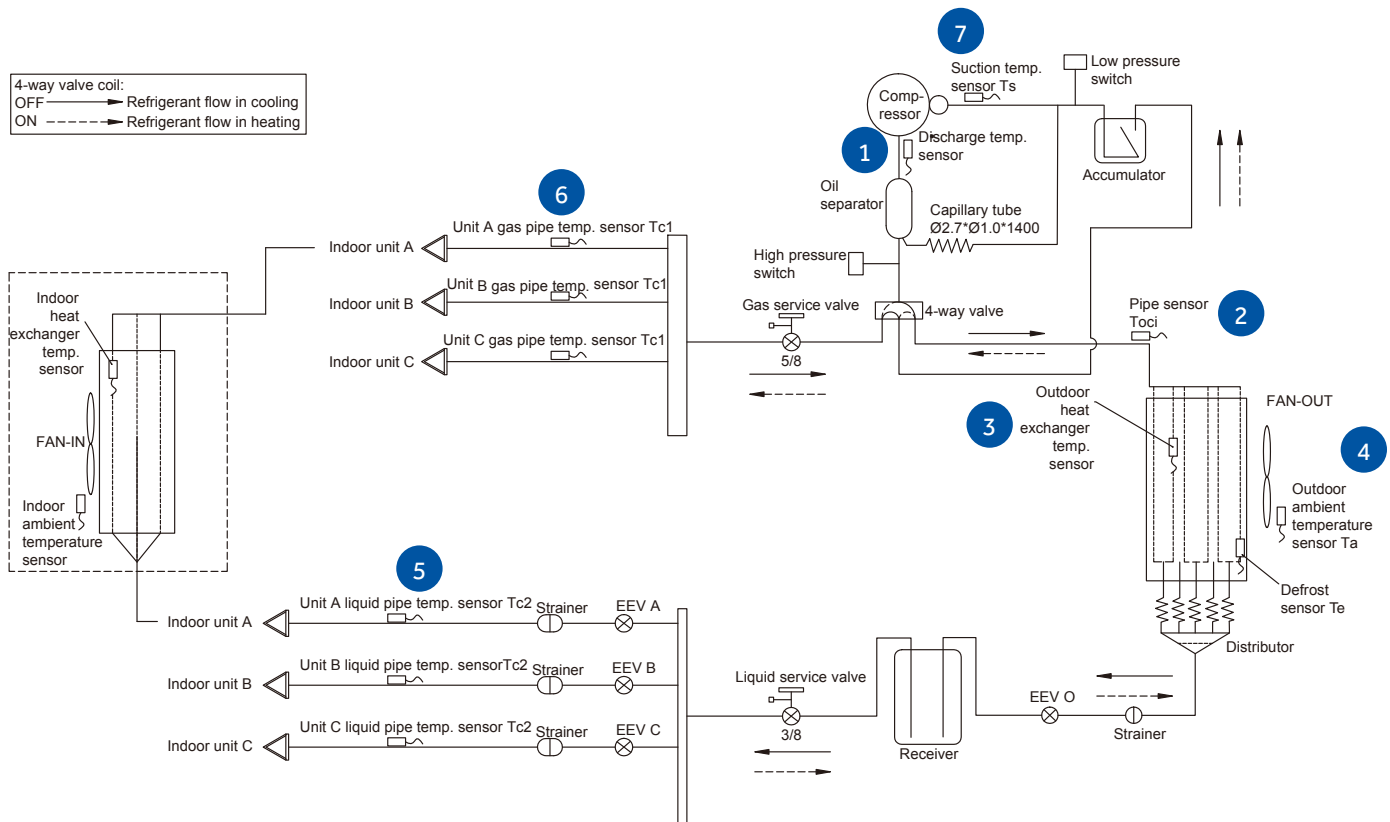 4-way valve coil:
OFF Refrigerant flow in cooling
ON Refrigerant flow in heating
7
Suction temp.
sensor Ts
Low pressure
switch
Comp-
ressor
1
Discharge temp.
sensor
Accumulator
Oil
separator
Capillary tube
Ø2.7*Ø1.0*1400
High pressure
switch
Gas service valve
4-way valve
5/8
6
Unit A gas pipe temp. sensor Tc1
Indoor unit A
Unit B gas pipe temp. sensor Tc1
Indoor unit B
Unit C gas pipe temp. sensor Tc1
Indoor unit C
Pipe sensor
Toci
2
Indoor
heat
exchanger
temp.
sensor
FAN-IN
Indoor
ambient
temperature
sensor
3
Outdoor
heat
exchanger
temp.
sensor
FAN-OUT
4
Outdoor
ambient
temperature
sensor Ta
Defrost
sensor Te
Distributor
5
Unit A liquid pipe temp. sensor Tc2
Strainer
EEV A
Indoor unit A
Unit B liquid pipe temp. sensorTc2
Strainer
EEV B
Indoor unit B
Unit C liquid pipe temp. sensor Tc2
Strainer
EEV C
Indoor unit C
Liquid service valve
3/8
Receiver
EEV O
Strainer